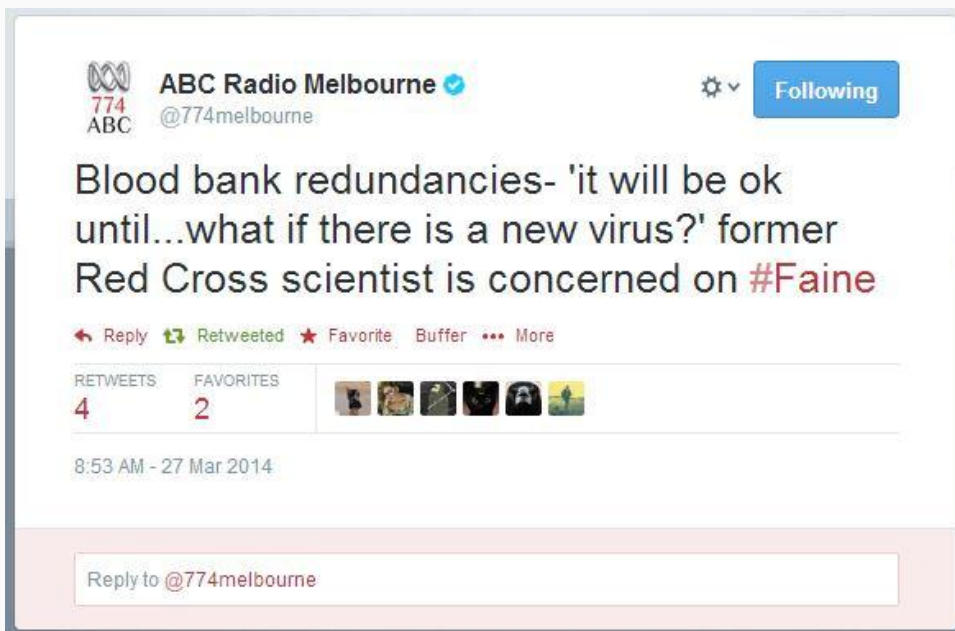 774
ABC
ABC Radio Melbourne
@774melbourne
Following
Blood bank redundancies- 'it will be ok
until...what if there is a new virus?' former
Red Cross scientist is concerned on #Faine
Reply Retweeted Favorite Buffer More
RETWEETS FAVORITES
4 2
8:53 AM - 27 Mar 2014
Reply to @774melbourne